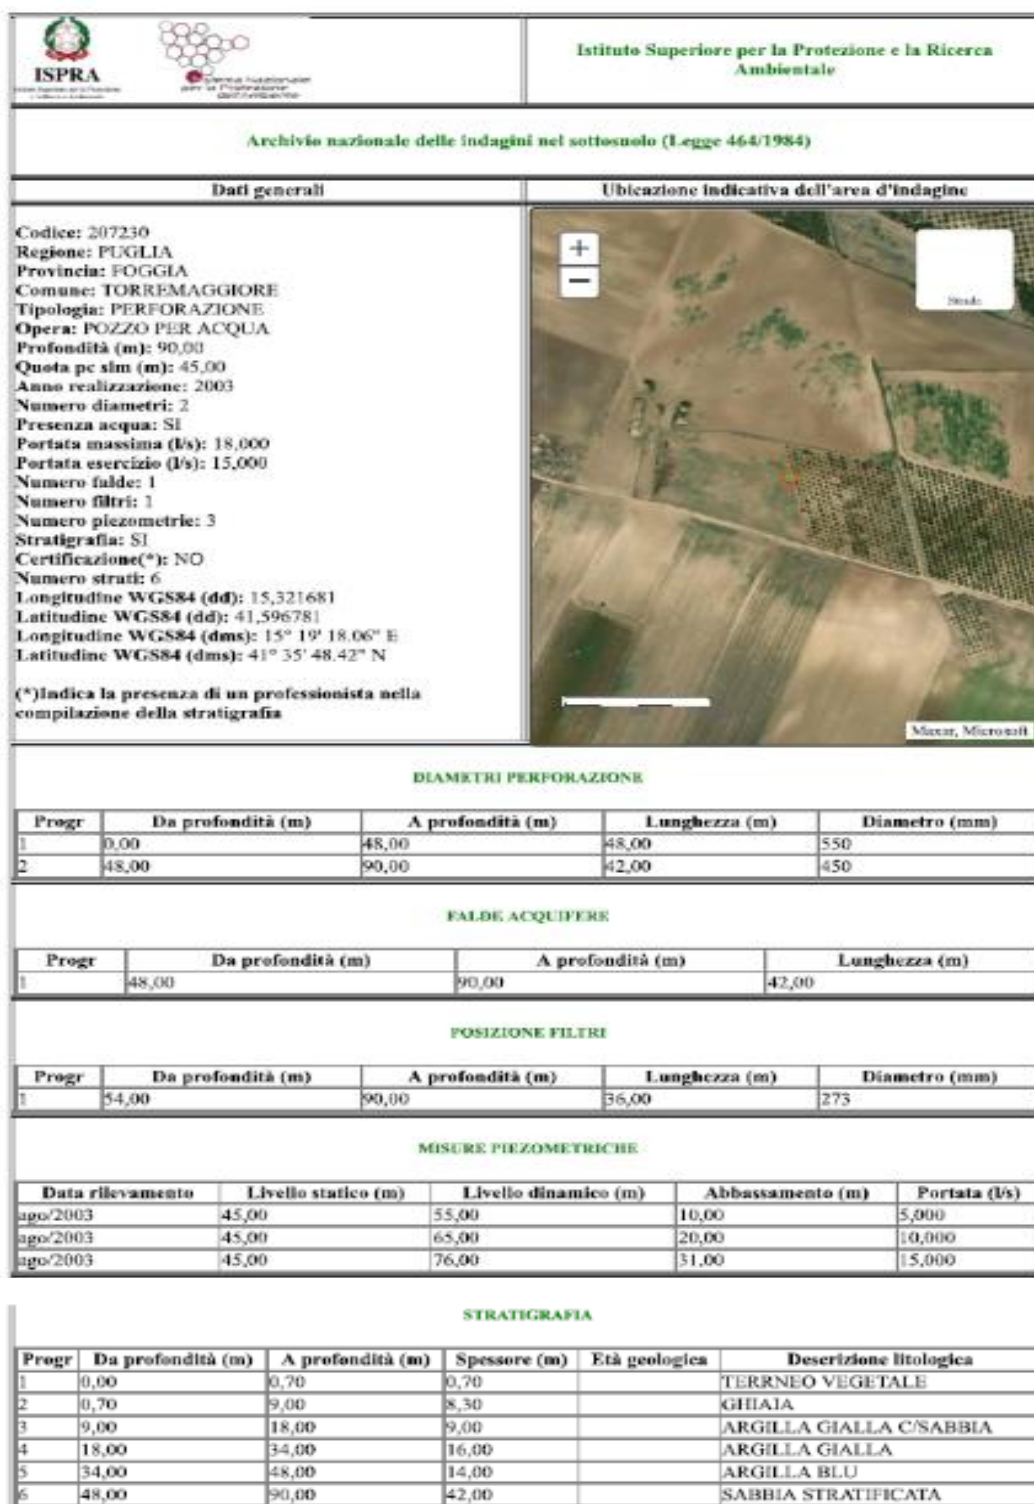 ISPRA
Sistema Nazionale
per la Protezione
dell'Ambiente
Istituto Superiore per la Protezione e la Ricerca
Ambientale
Archivio nazionale delle indagini nel sottosuolo (Legge 464/1984)
Dati generali
Ubicazione indicativa dell'area d'indagine
Codice: 207230
Regione: PUGLIA
Provincia: FOGGIA
Comune: TORREMAGGIORE
Tipologia: PERFORAZIONE
Opera: POZZO PER ACQUA
Profondità (m): 90,00
Quota pc slm (m): 45,00
Anno realizzazione: 2003
Numero diametri: 2
Presenza acqua: SI
Portata massima (l/s): 18,000
Portata esercizio (l/s): 15,000
Numero falde: 1
Numero filtri: 1
Numero piezometrie: 3
Stratigrafia: SI
Certificazione(*): NO
Numero strati: 6
Longitudine WGS84 (dd): 15,321681
Latitudine WGS84 (dd): 41,596781
Longitudine WGS84 (dms): 15° 19' 18.06" E
Latitudine WGS84 (dms): 41° 35' 48.42" N
(*)Indica la presenza di un professionista nella
compilazione della stratigrafia
+
−
Strade
Maxar, Microsoft
DIAMETRI PERFORAZIONE
Progr Da profondità (m) A profondità (m) Lunghezza (m) Diametro (mm)
1 0,00 48,00 48,00 550
2 48,00 90,00 42,00 450
FALDE ACQUIFERE
Progr Da profondità (m) A profondità (m) Lunghezza (m)
1 48,00 90,00 42,00
POSIZIONE FILTRI
Progr Da profondità (m) A profondità (m) Lunghezza (m) Diametro (mm)
1 54,00 90,00 36,00 273
MISURE PIEZOMETRICHE
Data rilevamento Livello statico (m) Livello dinamico (m) Abbassamento (m) Portata (l/s)
ago/2003 45,00 55,00 10,00 5,000
ago/2003 45,00 65,00 20,00 10,000
ago/2003 45,00 76,00 31,00 15,000
STRATIGRAFIA
Progr Da profondità (m) A profondità (m) Spessore (m) Età geologica Descrizione litologica
1 0,00 0,70 0,70 TERRNEO VEGETALE
2 0,70 9,00 8,30 GHIAIA
3 9,00 18,00 9,00 ARGILLA GIALLA C/SABBIA
4 18,00 34,00 16,00 ARGILLA GIALLA
5 34,00 48,00 14,00 ARGILLA BLU
6 48,00 90,00 42,00 SABBIA STRATIFICATA